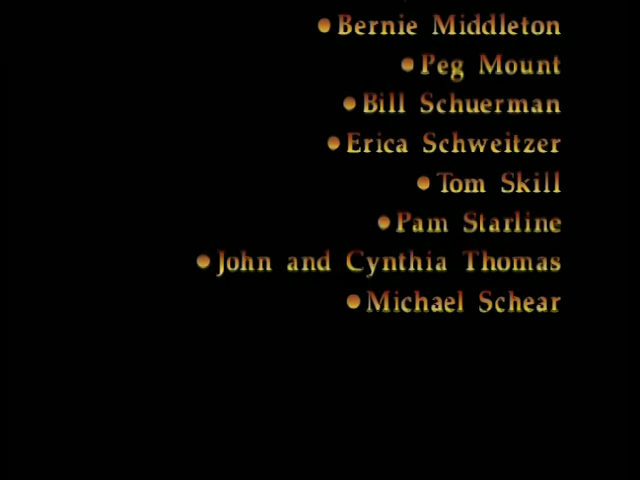 • Bernie Middleton
• Peg Mount
• Bill Schuerman
• Erica Schweitzer
• Tom Skill
• Pam Starline
• John and Cynthia Thomas
• Michael Schear